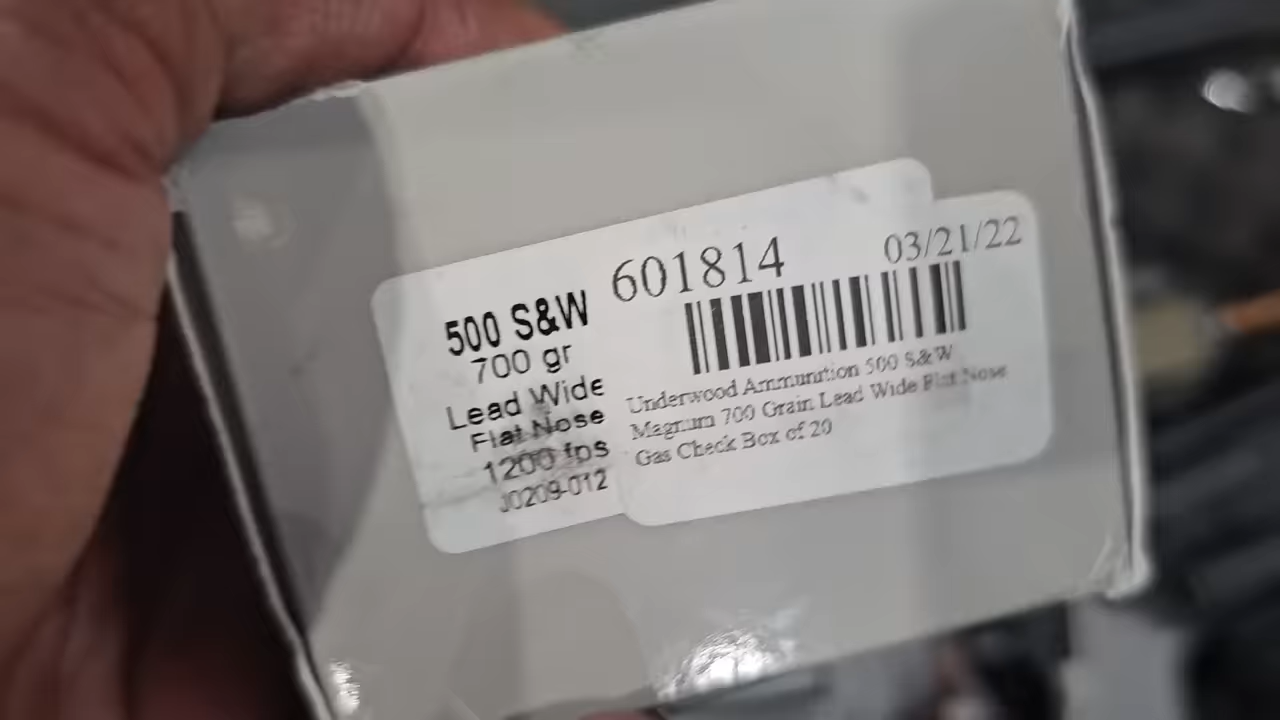 500 S&W
700 gr
Lead Wide
Flat Nose
1200 fps
J0209-012
601814
03/21/22
Underwood Ammunition 500 S&W
Magnum 700 Grain Lead Wide Flat Nose
Gas Check Box of 20